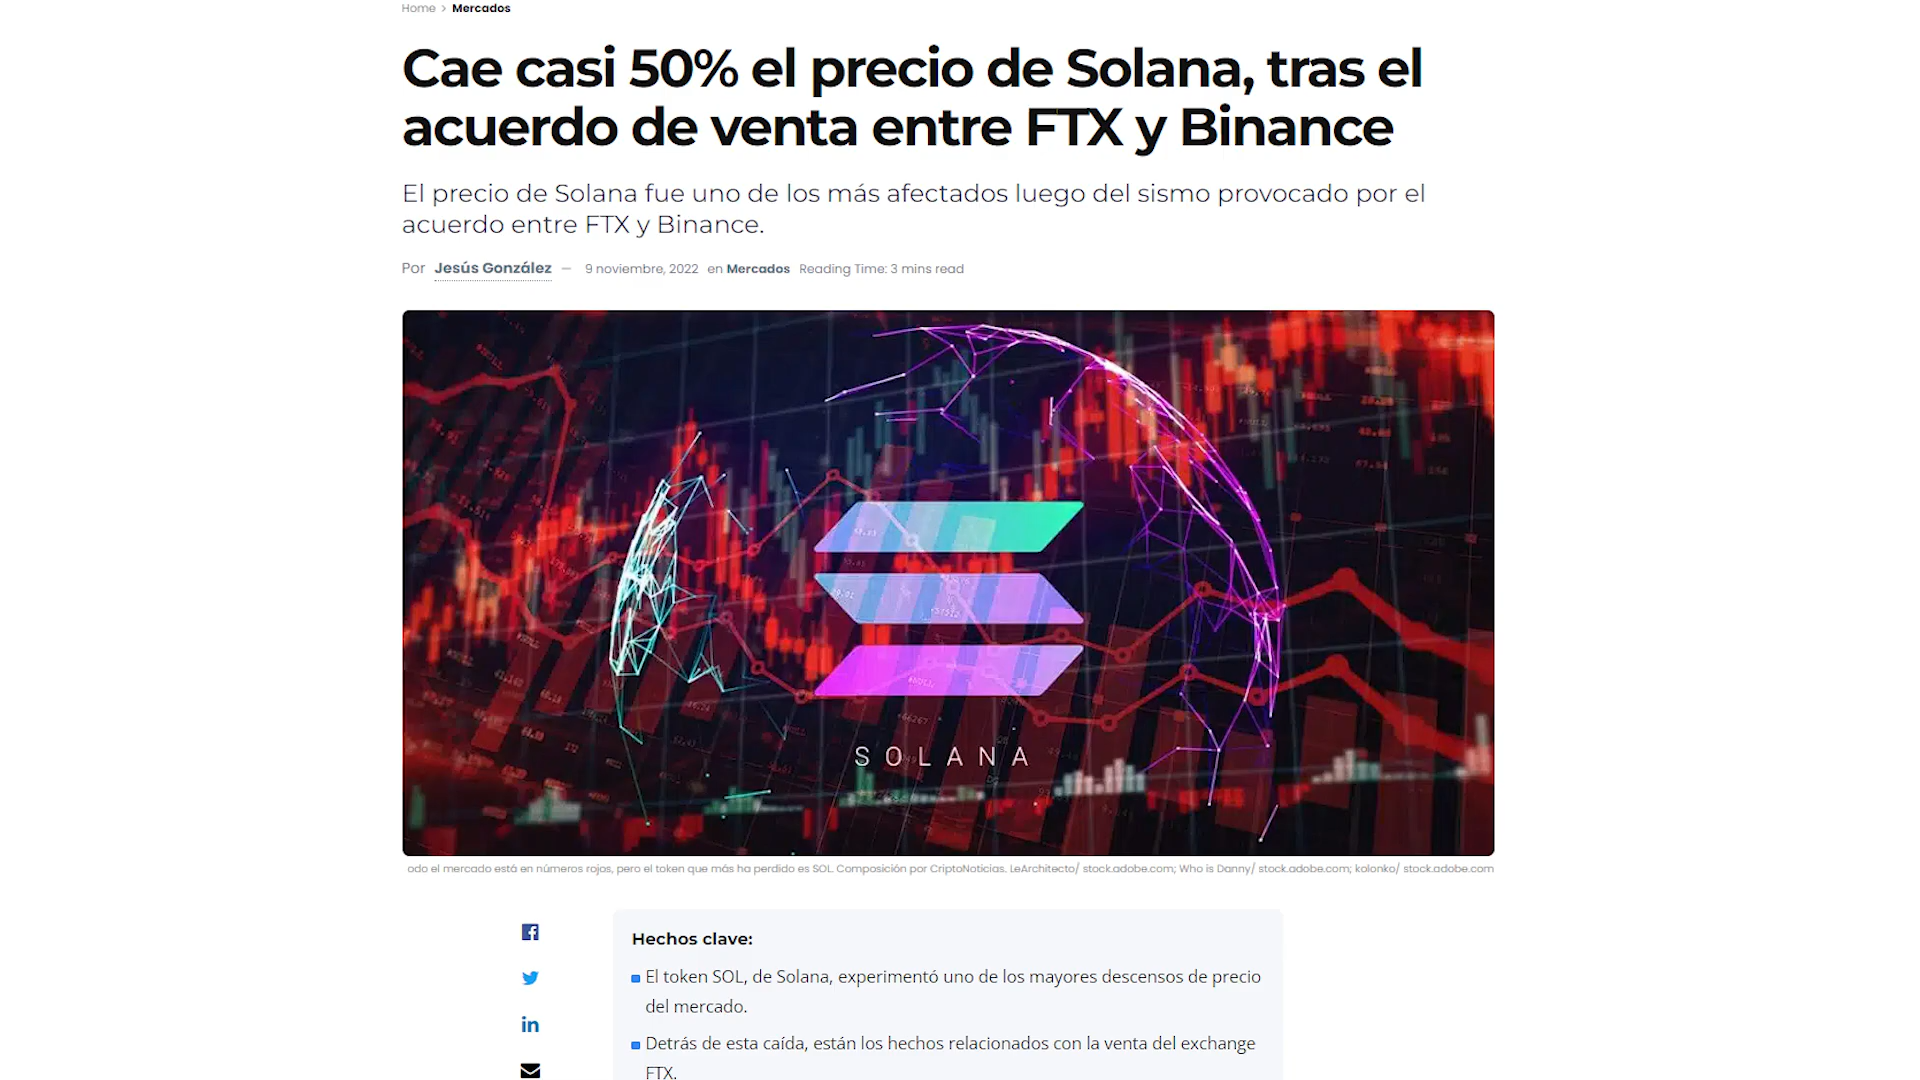 Home > Mercados
Cae casi 50% el precio de Solana, tras el
acuerdo de venta entre FTX y Binance
El precio de Solana fue uno de los más afectados luego del sismo provocado por el
acuerdo entre FTX y Binance.
Por Jesús González — 9 noviembre, 2022 en Mercados Reading Time: 3 mins read
SOLANA
odo el mercado está en números rojos, pero el token que más ha perdido es SOL. Composición por CriptoNoticias. LeArchitecto/ stock.adobe.com; Who is Danny/ stock.adobe.com; kolonko/ stock.adobe.com
Hechos clave:
El token SOL, de Solana, experimentó uno de los mayores descensos de precio
del mercado.
Detrás de esta caída, están los hechos relacionados con la venta del exchange
FTX.